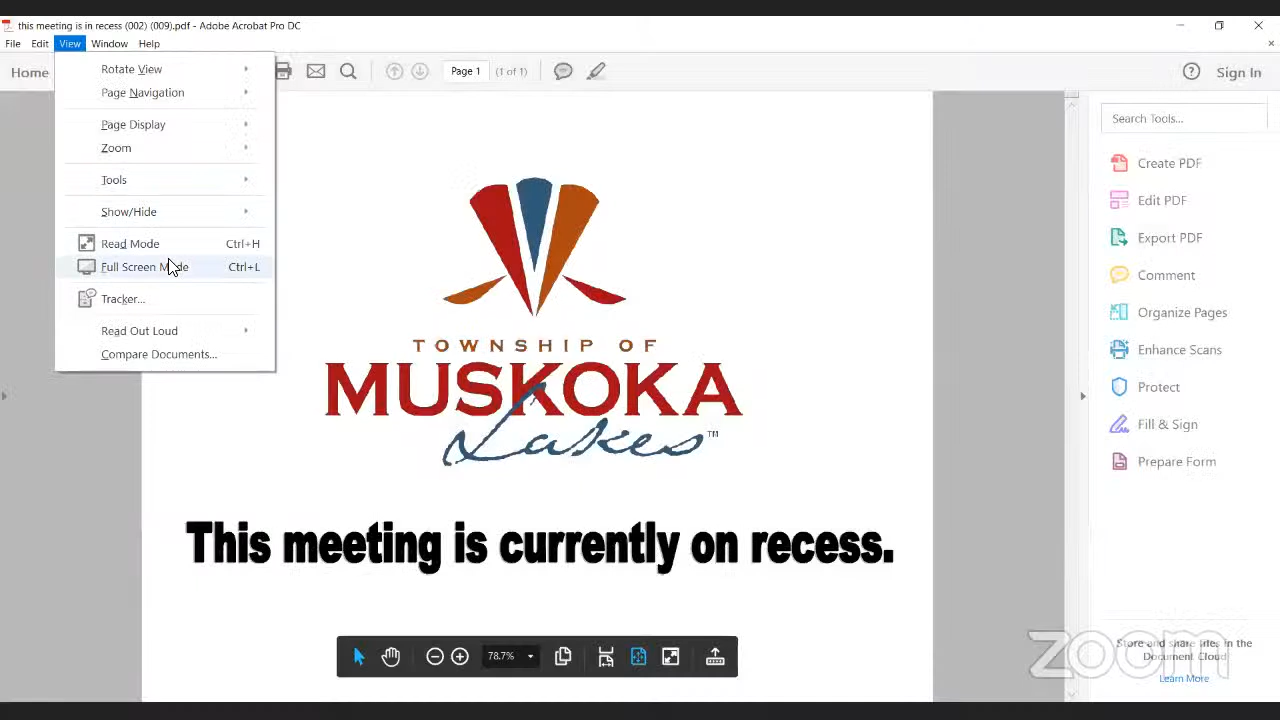 this meeting is in recess (002) (009).pdf - Adobe Acrobat Pro DC
File Edit View Window Help
Home
Page 1 (1 of 1)
Sign In
Rotate View
Page Navigation
Page Display
Zoom
Tools
Show/Hide
Read Mode Ctrl+H
Full Screen Mode Ctrl+L
Tracker...
Read Out Loud
Compare Documents...
TOWNSHIP OF
MUSKOKA
Lakes™
This meeting is currently on recess.
78.7%
Search Tools...
Create PDF
Edit PDF
Export PDF
Comment
Organize Pages
Enhance Scans
Protect
Fill & Sign
Prepare Form
Store and share files in the
Document Cloud
Learn More
zoom